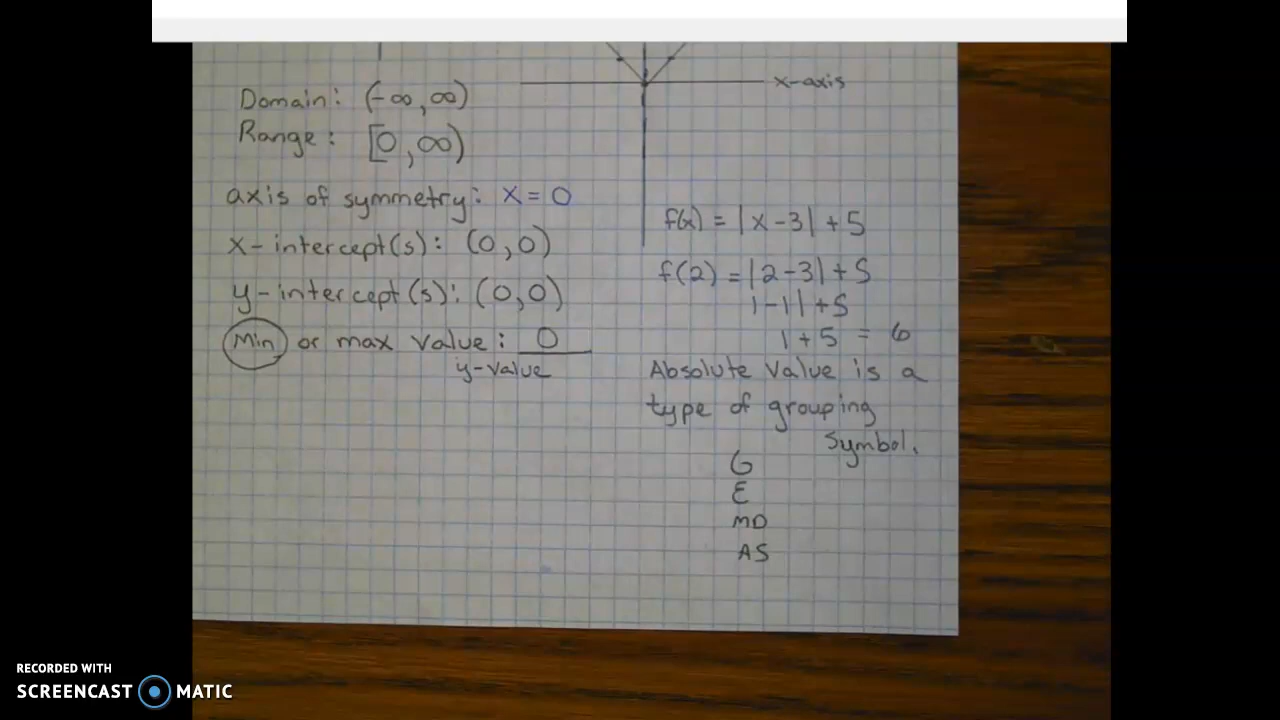 x-axis
Domain: (-∞, ∞)
Range: [0, ∞)
axis of symmetry: x = 0
x-intercept(s): (0,0)
y-intercept(s): (0,0)
Min or max value: 0
y-value
f(x) = |x-3| + 5
f(2) = |2-3| + 5
|-1| + 5
1 + 5 = 6
Absolute Value is a
type of grouping
symbol.
G
E
MD
AS
RECORDED WITH
SCREENCAST MATIC